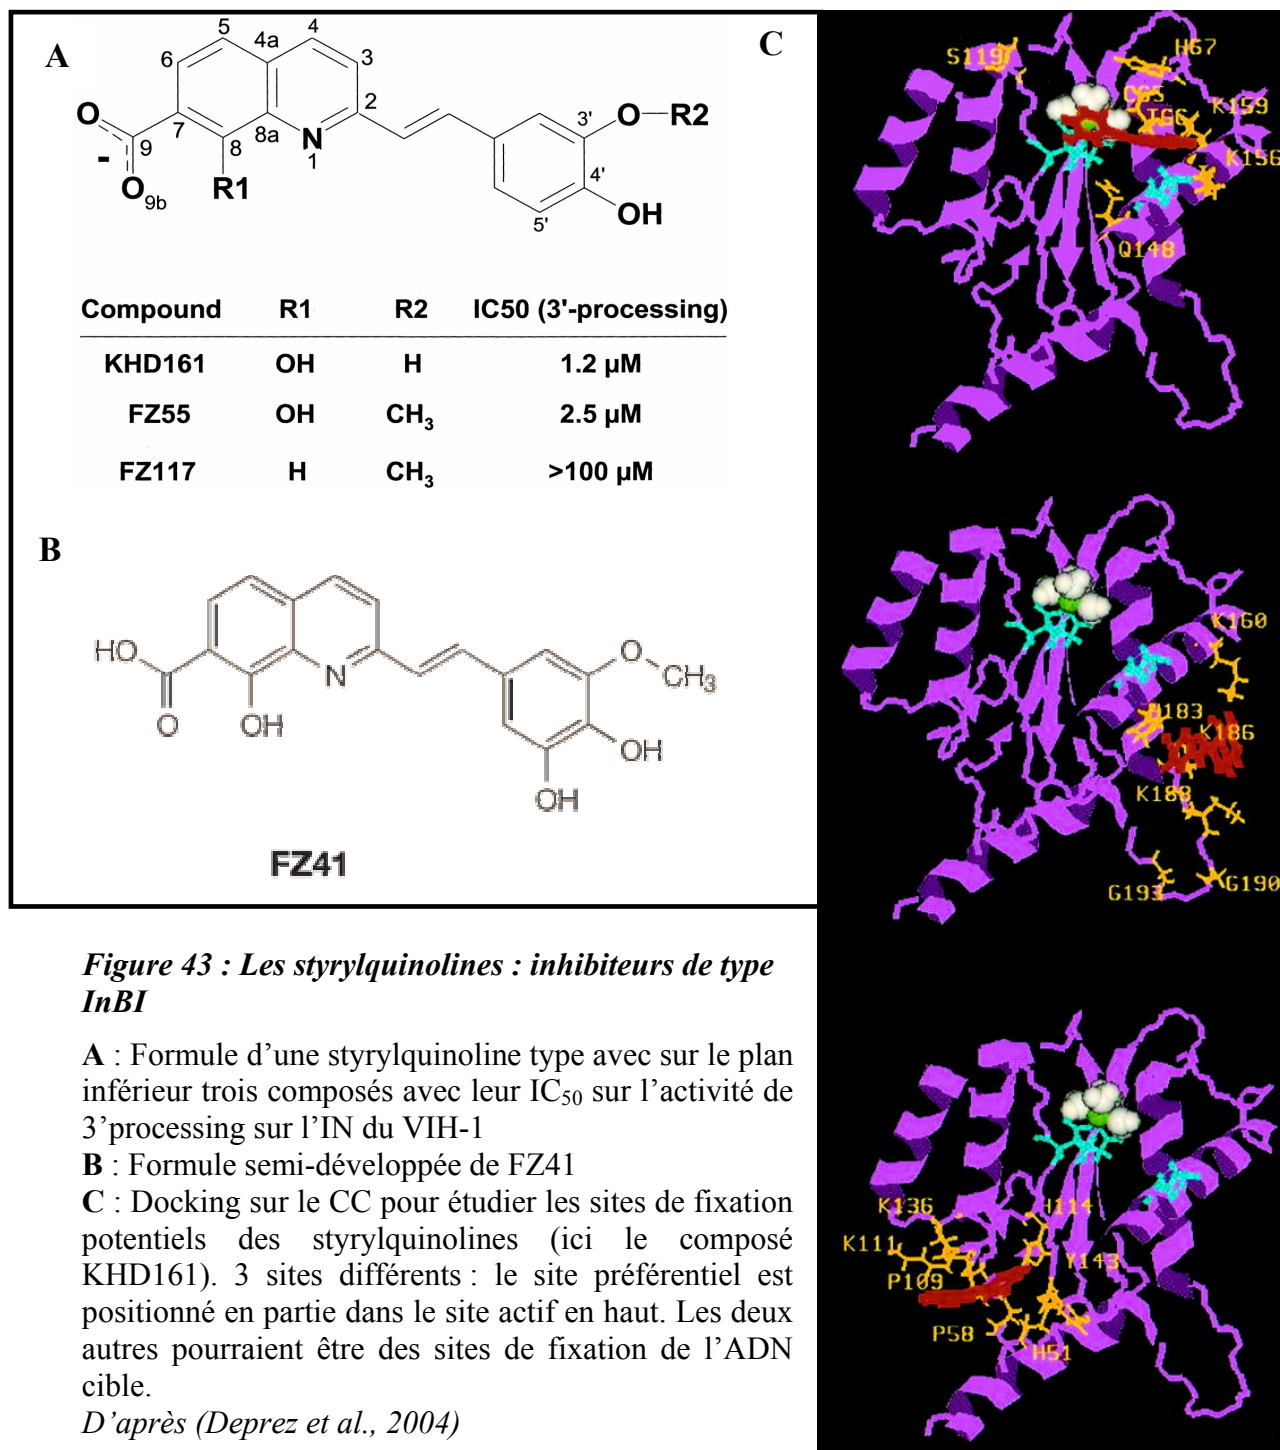 A
5
4
6
4a
3
O
7
2
3'
O—R2
9
8
8a
N
1
4'
-
O
9b
R1
OH
5'
Compound R1 R2 IC50 (3'-processing)
KHD161 OH H 1.2 µM
FZ55 OH CH3 2.5 µM
FZ117 H CH3 >100 µM
B
HO
O
N
CH3
O
OH
OH
OH
FZ41
C
S119
H67
C65
K159
T66
K156
Q148
K160
M183
K186
K188
G193
G190
K136
H114
K111
Y143
P109
P58
H51
Figure 43 : Les styrylquinolines : inhibiteurs de type
InBI
A : Formule d’une styrylquinoline type avec sur le plan
inférieur trois composés avec leur IC50 sur l’activité de
3’processing sur l’IN du VIH-1
B : Formule semi-développée de FZ41
C : Docking sur le CC pour étudier les sites de fixation
potentiels des styrylquinolines (ici le composé
KHD161). 3 sites différents : le site préférentiel est
positionné en partie dans le site actif en haut. Les deux
autres pourraient être des sites de fixation de l’ADN
cible.
D’après (Deprez et al., 2004)